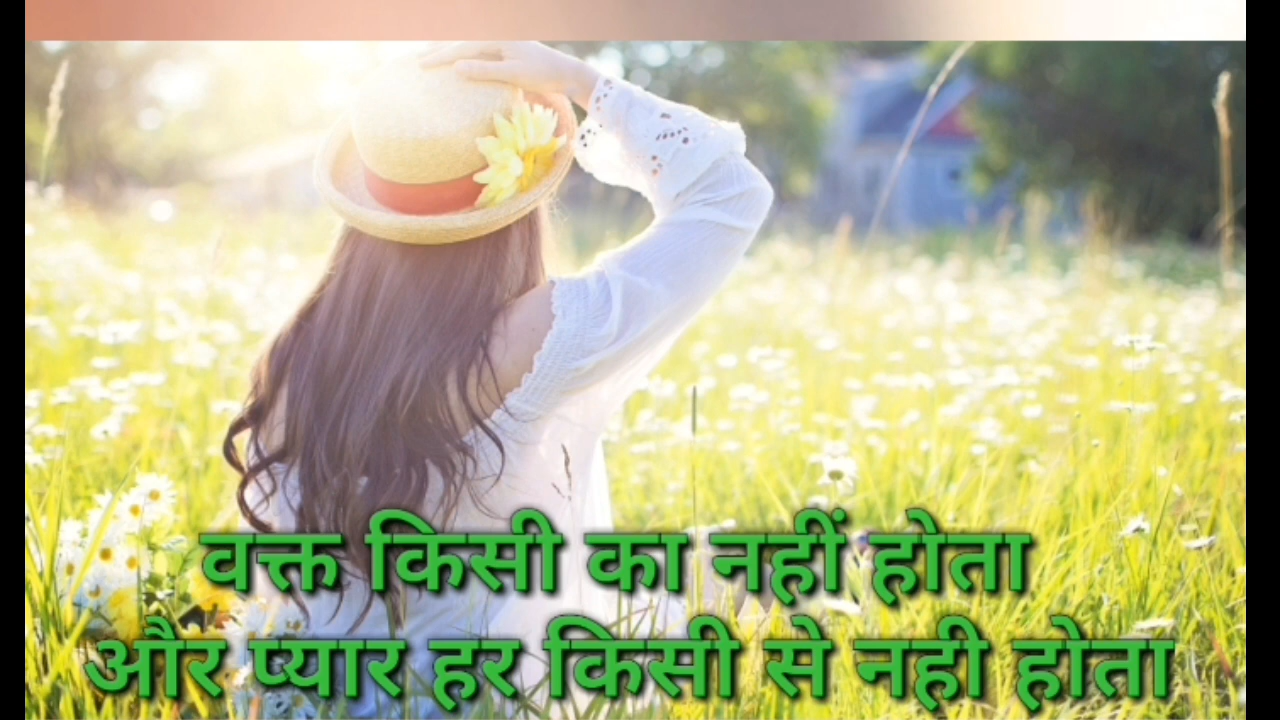 वक्त किसी का नहीं होता
और प्यार हर किसी से नही होता